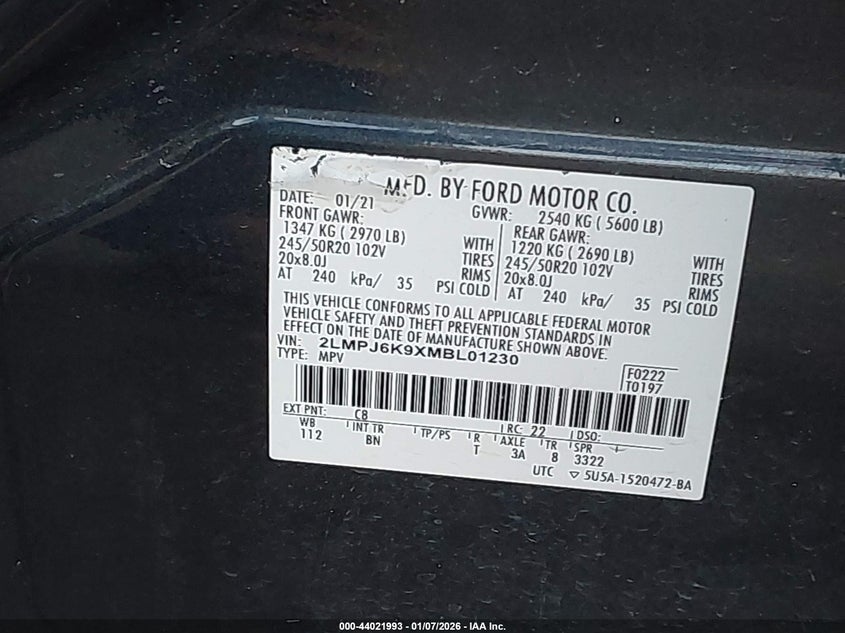 MFD. BY FORD MOTOR CO.
DATE: 01/21 GVWR: 2540 KG ( 5600 LB)
FRONT GAWR: REAR GAWR:
1347 KG ( 2970 LB) WITH 1220 KG ( 2690 LB) WITH
245/50R20 102V TIRES 245/50R20 102V TIRES
20x8.0J RIMS 20x8.0J RIMS
AT 240 kPa/ 35 PSI COLD AT 240 kPa/ 35 PSI COLD
THIS VEHICLE CONFORMS TO ALL APPLICABLE FEDERAL MOTOR
VEHICLE SAFETY AND THEFT PREVENTION STANDARDS IN
EFFECT ON THE DATE OF MANUFACTURE SHOWN ABOVE.
VIN: 2LMPJ6K9XMBL01230
TYPE: MPV
F0222
T0197
EXT PNT: C8 RC: 22 DSO:
WB INT TR TP/PS R AXLE TR SPR
112 BN T 3A 8 3322
UTC ▽ 5U5A-1520472-BA
000-44021993 - 01/07/2026 - IAA Inc.